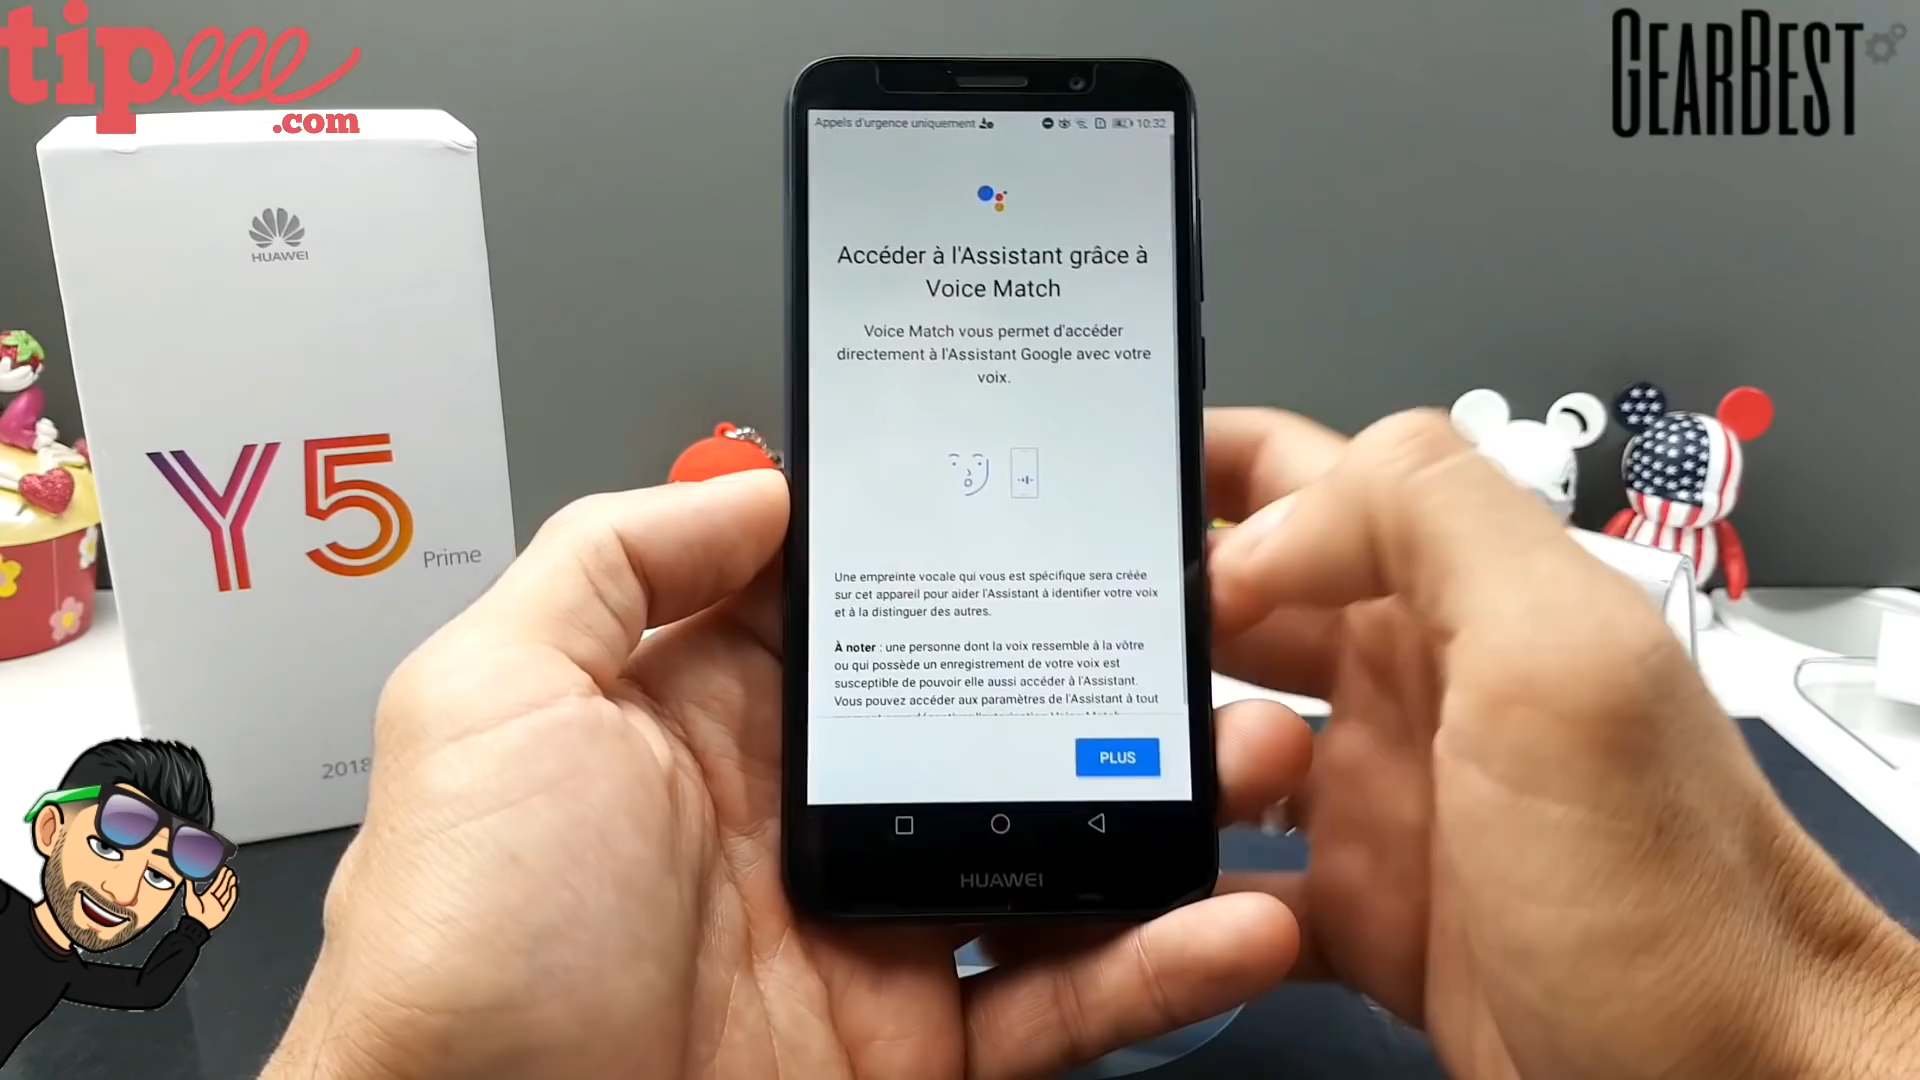 tipeee
.com
GEARBEST
HUAWEI
Y5
Prime
2018
Appels d'urgence uniquement
10:32
Accéder à l'Assistant grâce à
Voice Match
Voice Match vous permet d'accéder
directement à l'Assistant Google avec votre
voix.
Une empreinte vocale qui vous est spécifique sera créée
sur cet appareil pour aider l'Assistant à identifier votre voix
et à la distinguer des autres.
À noter : une personne dont la voix ressemble à la vôtre
ou qui possède un enregistrement de votre voix est
susceptible de pouvoir elle aussi accéder à l'Assistant.
Vous pouvez accéder aux paramètres de l'Assistant à tout
PLUS
HUAWEI